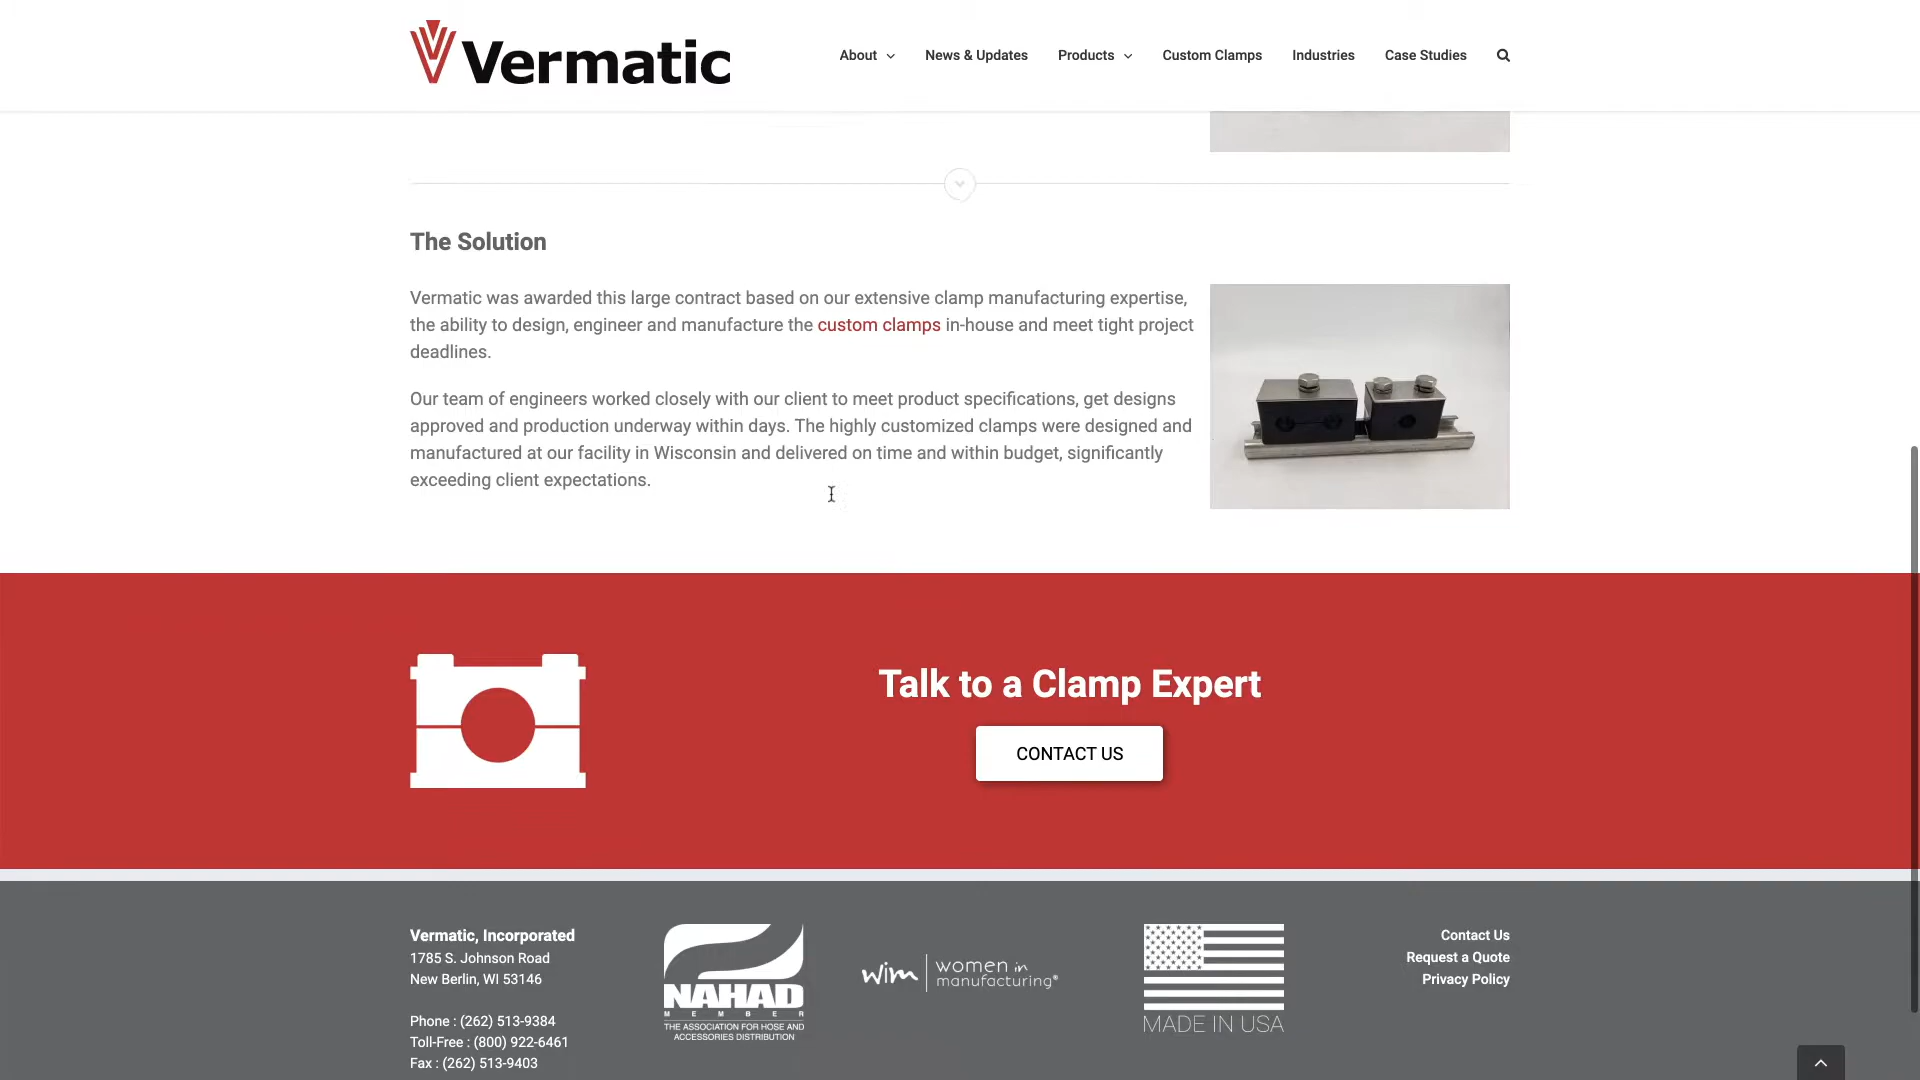 Vermatic
About
News & Updates
Products
Custom Clamps
Industries
Case Studies
The Solution
Vermatic was awarded this large contract based on our extensive clamp manufacturing expertise,
the ability to design, engineer and manufacture the custom clamps in-house and meet tight project
deadlines.
Our team of engineers worked closely with our client to meet product specifications, get designs
approved and production underway within days. The highly customized clamps were designed and
manufactured at our facility in Wisconsin and delivered on time and within budget, significantly
exceeding client expectations.
Talk to a Clamp Expert
CONTACT US
Vermatic, Incorporated
1785 S. Johnson Road
New Berlin, WI 53146
Phone : (262) 513-9384
Toll-Free : (800) 922-6461
Fax : (262) 513-9403
NAHAD
MEMBER
THE ASSOCIATION FOR HOSE AND
ACCESSORIES DISTRIBUTION
wim
women in
manufacturing®
MADE IN USA
Contact Us
Request a Quote
Privacy Policy